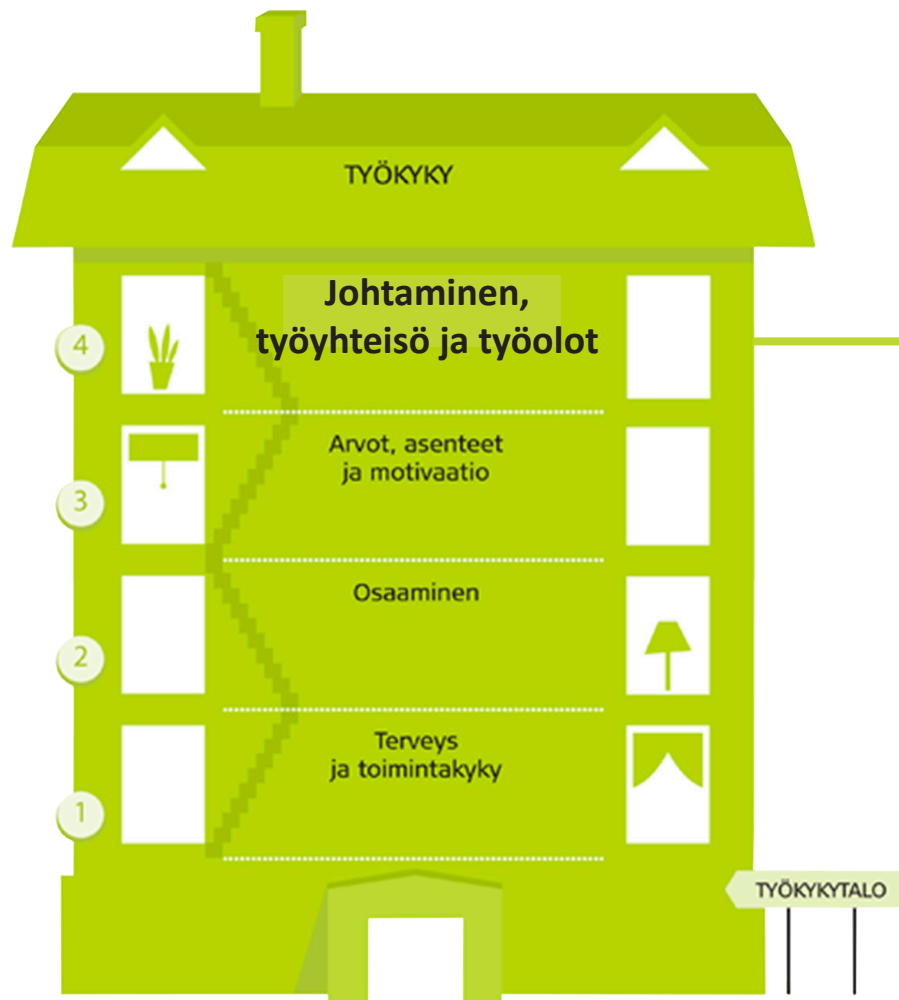 TYÖKYKY
4
Johtaminen,
työyhteisö ja työolot
3
Arvot, asenteet
ja motivaatio
2
Osaaminen
1
Terveys
ja toimintakyky
TYÖKYKYTALO